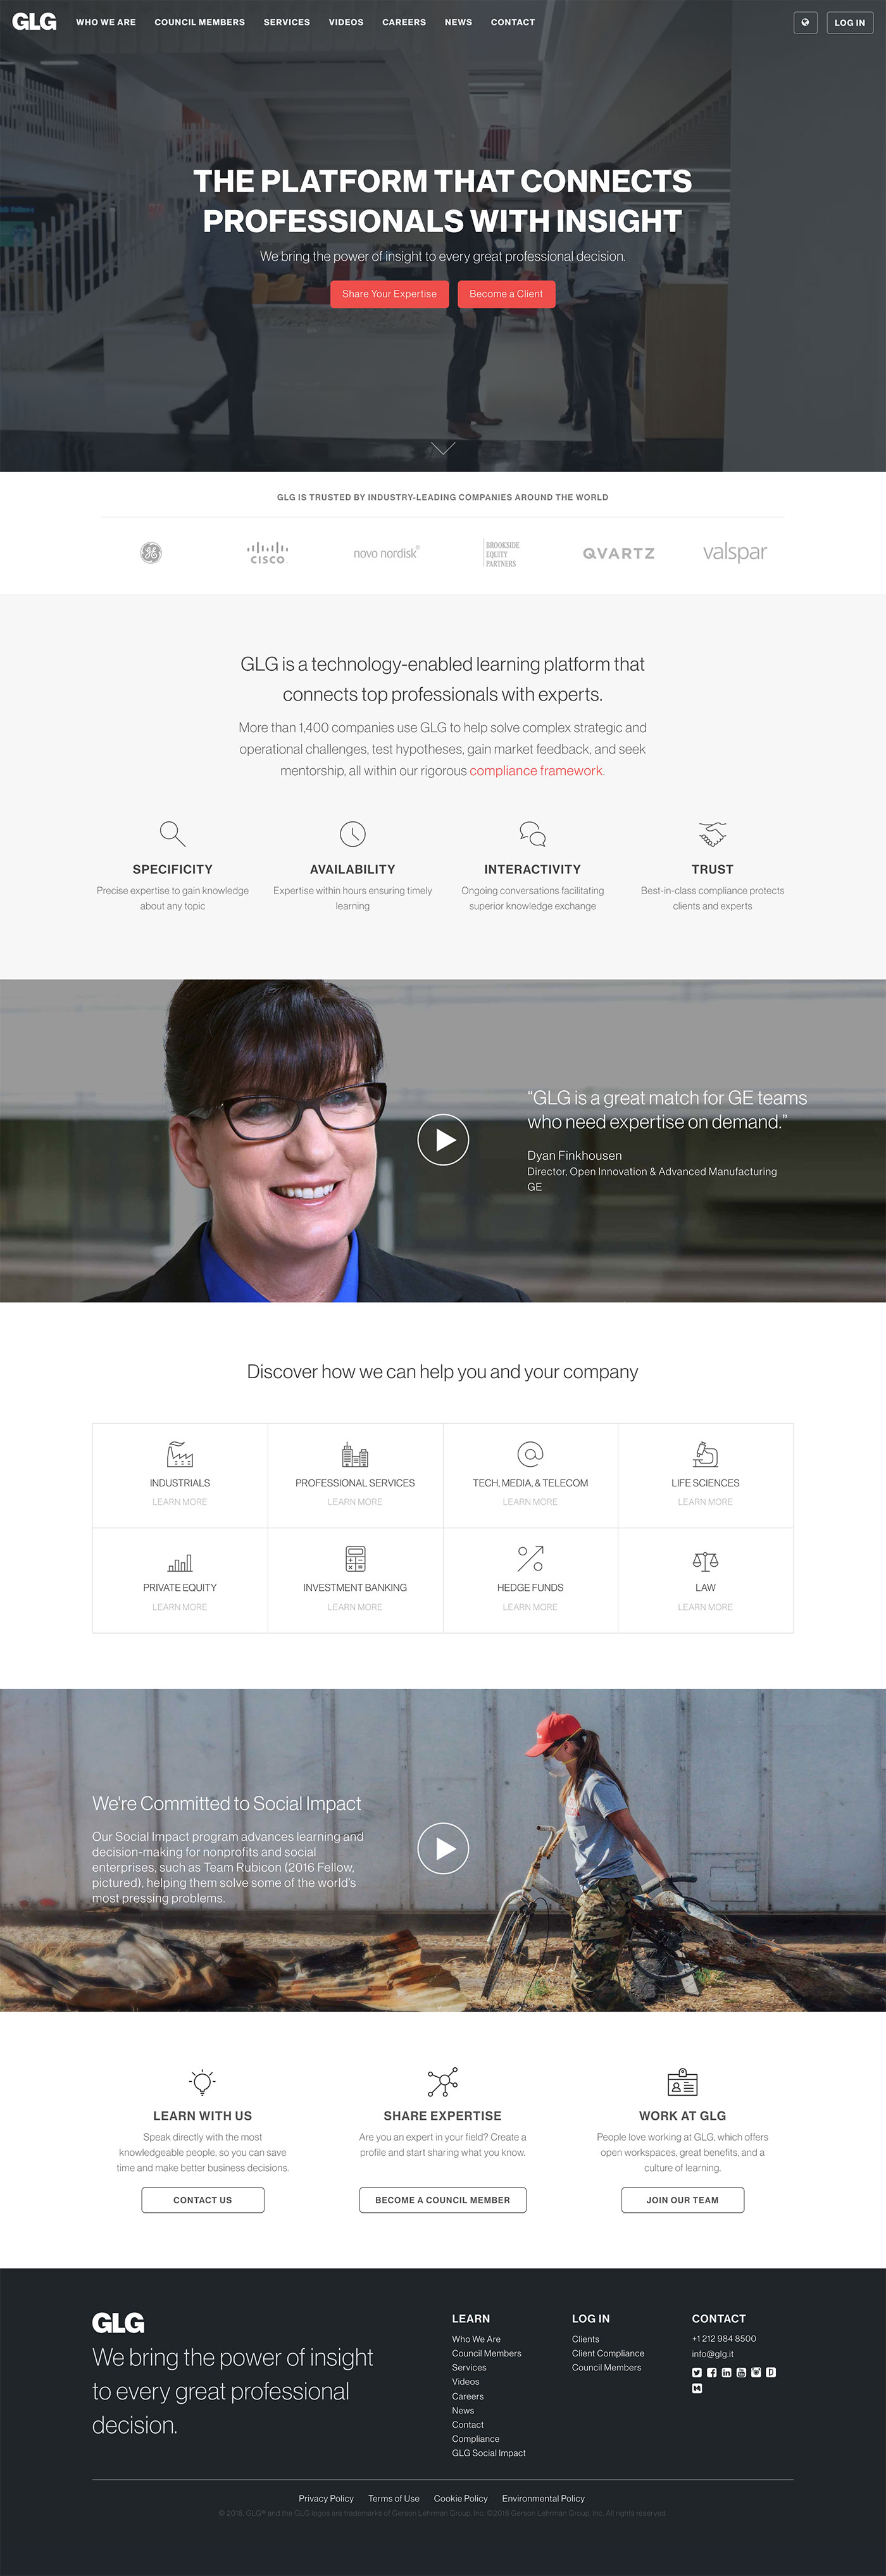 GLG
WHO WE ARE
COUNCIL MEMBERS
SERVICES
VIDEOS
CAREERS
NEWS
CONTACT
LOG IN
THE PLATFORM THAT CONNECTS
PROFESSIONALS WITH INSIGHT
We bring the power of insight to every great professional decision.
Share Your Expertise
Become a Client
GLG IS TRUSTED BY INDUSTRY-LEADING COMPANIES AROUND THE WORLD
GE
CISCO
novo nordisk®
BROOKSIDE
EQUITY
PARTNERS
QVARTZ
valspar
GLG is a technology-enabled learning platform that
connects top professionals with experts.
More than 1,400 companies use GLG to help solve complex strategic and
operational challenges, test hypotheses, gain market feedback, and seek
mentorship, all within our rigorous compliance framework.
SPECIFICITY
Precise expertise to gain knowledge
about any topic
AVAILABILITY
Expertise within hours ensuring timely
learning
INTERACTIVITY
Ongoing conversations facilitating
superior knowledge exchange
TRUST
Best-in-class compliance protects
clients and experts
“GLG is a great match for GE teams
who need expertise on demand.”
Dyan Finkhousen
Director, Open Innovation & Advanced Manufacturing
GE
Discover how we can help you and your company
INDUSTRIALS
LEARN MORE
PROFESSIONAL SERVICES
LEARN MORE
TECH, MEDIA, & TELECOM
LEARN MORE
LIFE SCIENCES
LEARN MORE
PRIVATE EQUITY
LEARN MORE
INVESTMENT BANKING
LEARN MORE
HEDGE FUNDS
LEARN MORE
LAW
LEARN MORE
We're Committed to Social Impact
Our Social Impact program advances learning and
decision-making for nonprofits and social
enterprises, such as Team Rubicon (2016 Fellow,
pictured), helping them solve some of the world's
most pressing problems.
LEARN WITH US
Speak directly with the most
knowledgeable people, so you can save
time and make better business decisions.
CONTACT US
SHARE EXPERTISE
Are you an expert in your field? Create a
profile and start sharing what you know.
BECOME A COUNCIL MEMBER
WORK AT GLG
People love working at GLG, which offers
open workspaces, great benefits, and a
culture of learning.
JOIN OUR TEAM
GLG
We bring the power of insight
to every great professional
decision.
LEARN
Who We Are
Council Members
Services
Videos
Careers
News
Contact
Compliance
GLG Social Impact
LOG IN
Clients
Client Compliance
Council Members
CONTACT
+1 212 984 8500
info@glg.it
Privacy Policy
Terms of Use
Cookie Policy
Environmental Policy
© 2018, GLG® and the GLG logos are trademarks of Gerson Lehrman Group, Inc. ©2018 Gerson Lehrman Group, Inc. All rights reserved.